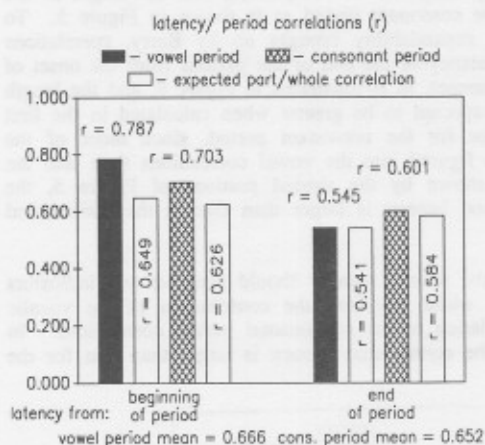 latency/ period correlations (r)
– vowel period – consonant period
– expected part/whole correlation
1.000
0.800
0.600
0.400
0.200
0.000
r = 0.787
r = 0.649
r = 0.703
r = 0.626
r = 0.545
r = 0.541
r = 0.601
r = 0.584
beginning of period
end of period
latency from:
vowel period mean = 0.666 cons. period mean = 0.652